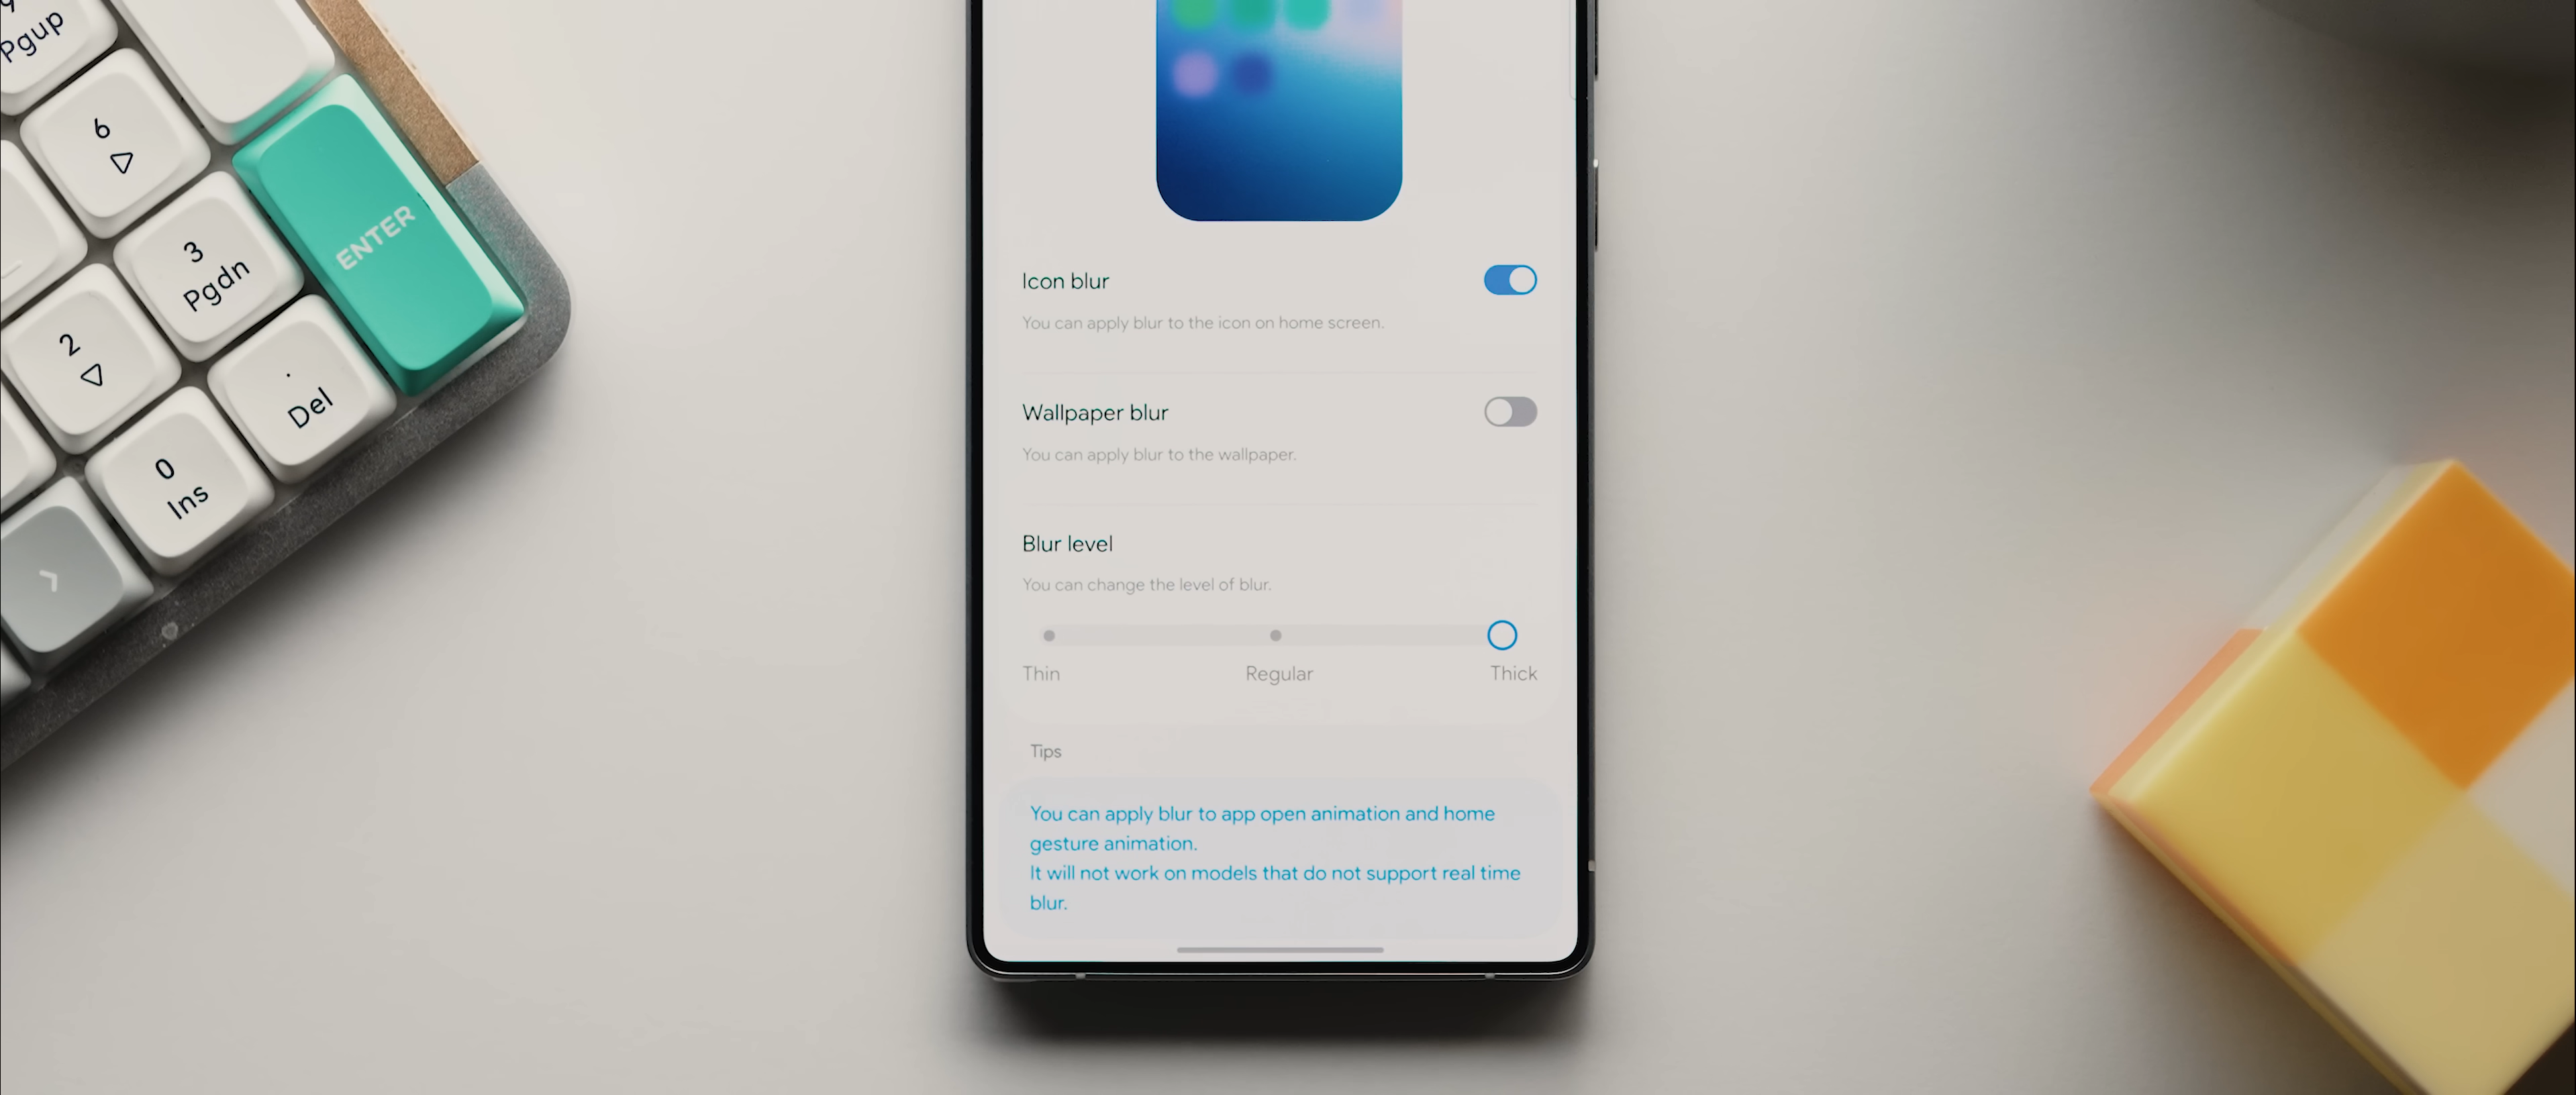 Pgup
6
3
Pgdn
ENTER
2
.
Del
0
Ins
Icon blur
You can apply blur to the icon on home screen.
Wallpaper blur
You can apply blur to the wallpaper.
Blur level
You can change the level of blur.
Thin Regular Thick
Tips
You can apply blur to app open animation and home
gesture animation.
It will not work on models that do not support real time
blur.